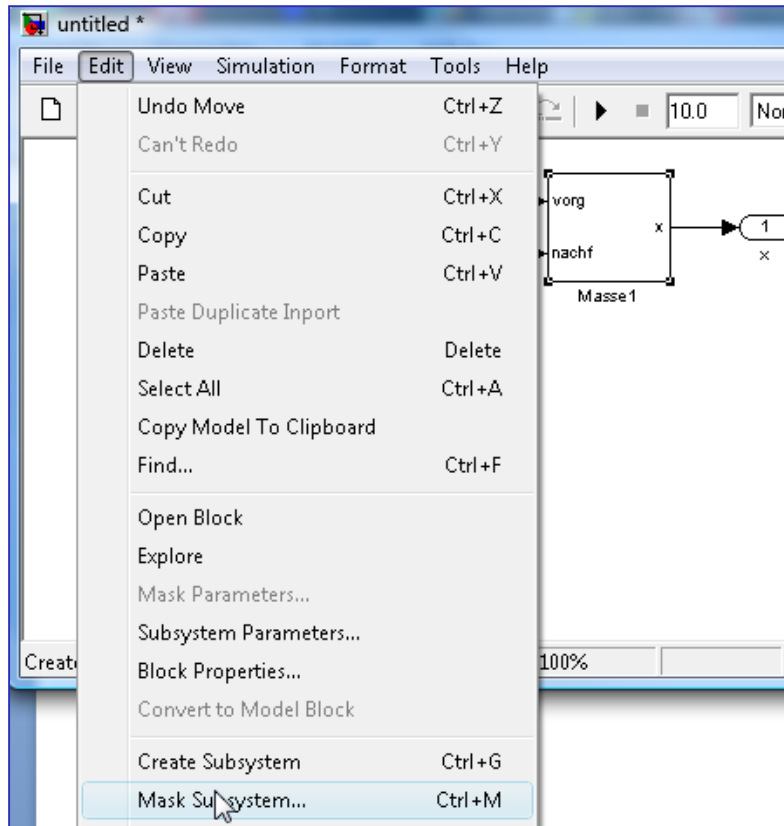 untitled *
File Edit View Simulation Format Tools Help
10.0
Undo Move Ctrl+Z
Can't Redo Ctrl+Y
Cut Ctrl+X
Copy Ctrl+C
Paste Ctrl+V
Paste Duplicate Inport
Delete Delete
Select All Ctrl+A
Copy Model To Clipboard
Find... Ctrl+F
Open Block
Explore
Mask Parameters...
Subsystem Parameters...
Block Properties...
Convert to Model Block
Create Subsystem Ctrl+G
Mask Subsystem... Ctrl+M
vorg
x
1
nachf
x
Masse1
100%